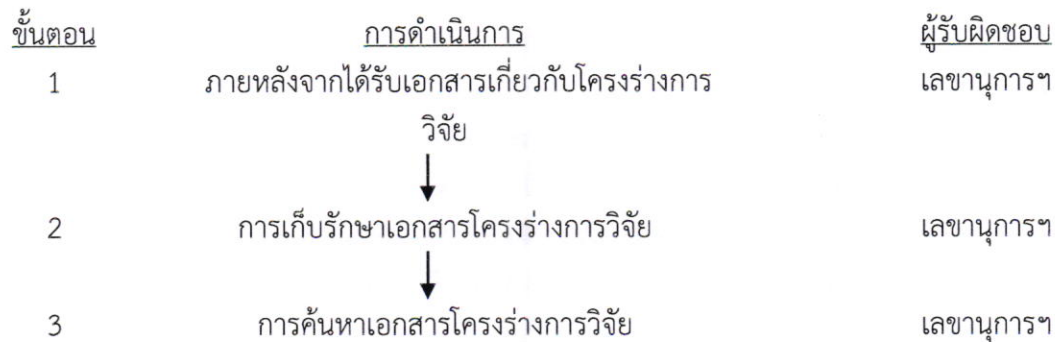 ขั้นตอน การดำเนินการ ผู้รับผิดชอบ
1 ภายหลังจากได้รับเอกสารเกี่ยวกับโครงร่างการ เลขานุการฯ
วิจัย
2 การเก็บรักษาเอกสารโครงร่างการวิจัย เลขานุการฯ
3 การค้นหาเอกสารโครงร่างการวิจัย เลขานุการฯ